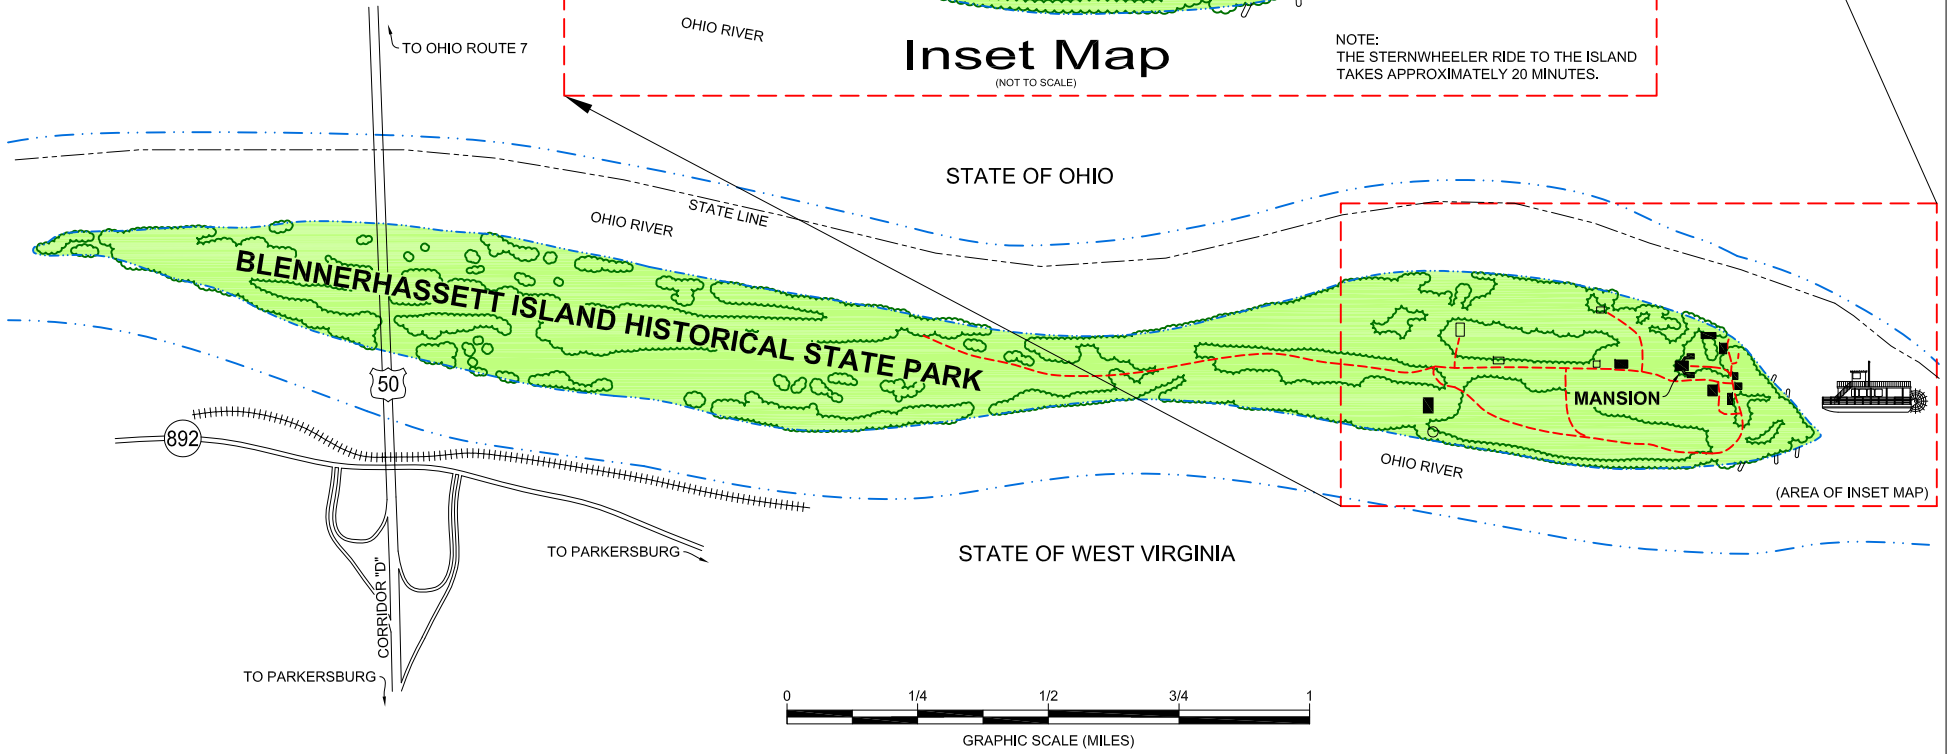 OHIO RIVER
Inset Map
(NOT TO SCALE)
NOTE:
THE STERNWHEELER RIDE TO THE ISLAND
TAKES APPROXIMATELY 20 MINUTES.
TO OHIO ROUTE 7
STATE OF OHIO
STATE LINE
OHIO RIVER
BLENNERHASSETT ISLAND HISTORICAL STATE PARK
50
MANSION
892
OHIO RIVER
(AREA OF INSET MAP)
TO PARKERSBURG
STATE OF WEST VIRGINIA
CORRIDOR "D"
TO PARKERSBURG
0 1/4 1/2 3/4 1
GRAPHIC SCALE (MILES)